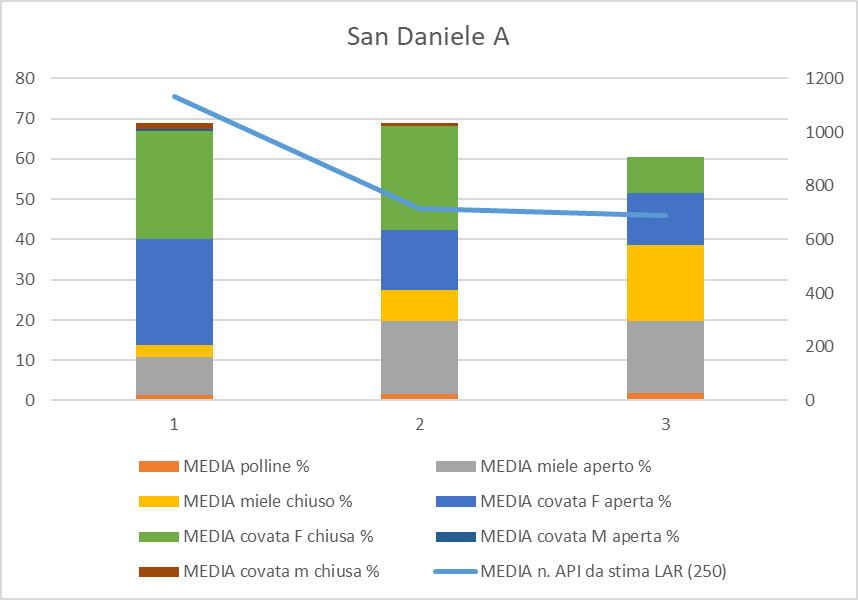 San Daniele A
80 1200
70 1000
60
50 800
40 600
30
20 400
10 200
0 0
1 2 3
MEDIA polline % MEDIA miele aperto %
MEDIA miele chiuso % MEDIA covata F aperta %
MEDIA covata F chiusa % MEDIA covata M aperta %
MEDIA covata m chiusa % MEDIA n. API da stima LAR (250)